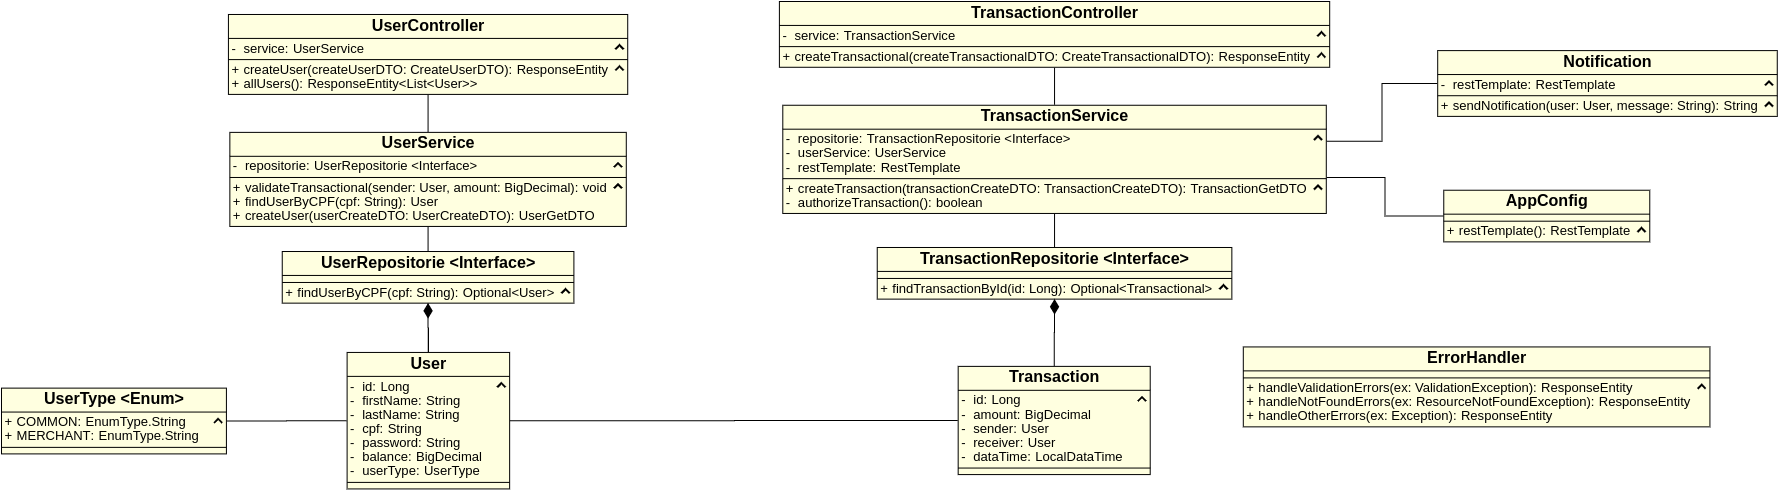 UserController
- service: UserService
+ createUser(createUserDTO: CreateUserDTO): ResponseEntity
+ allUsers(): ResponseEntity<List<User>>
UserService
- repositorie: UserRepositorie <Interface>
+ validateTransactional(sender: User, amount: BigDecimal): void
+ findUserByCPF(cpf: String): User
+ createUser(userCreateDTO: UserCreateDTO): UserGetDTO
UserRepositorie <Interface>
+ findUserByCPF(cpf: String): Optional<User>
UserType <Enum>
+ COMMON: EnumType.String
+ MERCHANT: EnumType.String
User
- id: Long
- firstName: String
- lastName: String
- cpf: String
- password: String
- balance: BigDecimal
- userType: UserType
TransactionController
- service: TransactionService
+ createTransactional(createTransactionalDTO: CreateTransactionalDTO): ResponseEntity
TransactionService
- repositorie: TransactionRepositorie <Interface>
- userService: UserService
- restTemplate: RestTemplate
+ createTransaction(transactionCreateDTO: TransactionCreateDTO): TransactionGetDTO
- authorizeTransaction(): boolean
TransactionRepositorie <Interface>
+ findTransactionById(id: Long): Optional<Transactional>
Transaction
- id: Long
- amount: BigDecimal
- sender: User
- receiver: User
- dataTime: LocalDataTime
Notification
- restTemplate: RestTemplate
+ sendNotification(user: User, message: String): String
AppConfig
+ restTemplate(): RestTemplate
ErrorHandler
+ handleValidationErrors(ex: ValidationException): ResponseEntity
+ handleNotFoundErrors(ex: ResourceNotFoundException): ResponseEntity
+ handleOtherErrors(ex: Exception): ResponseEntity